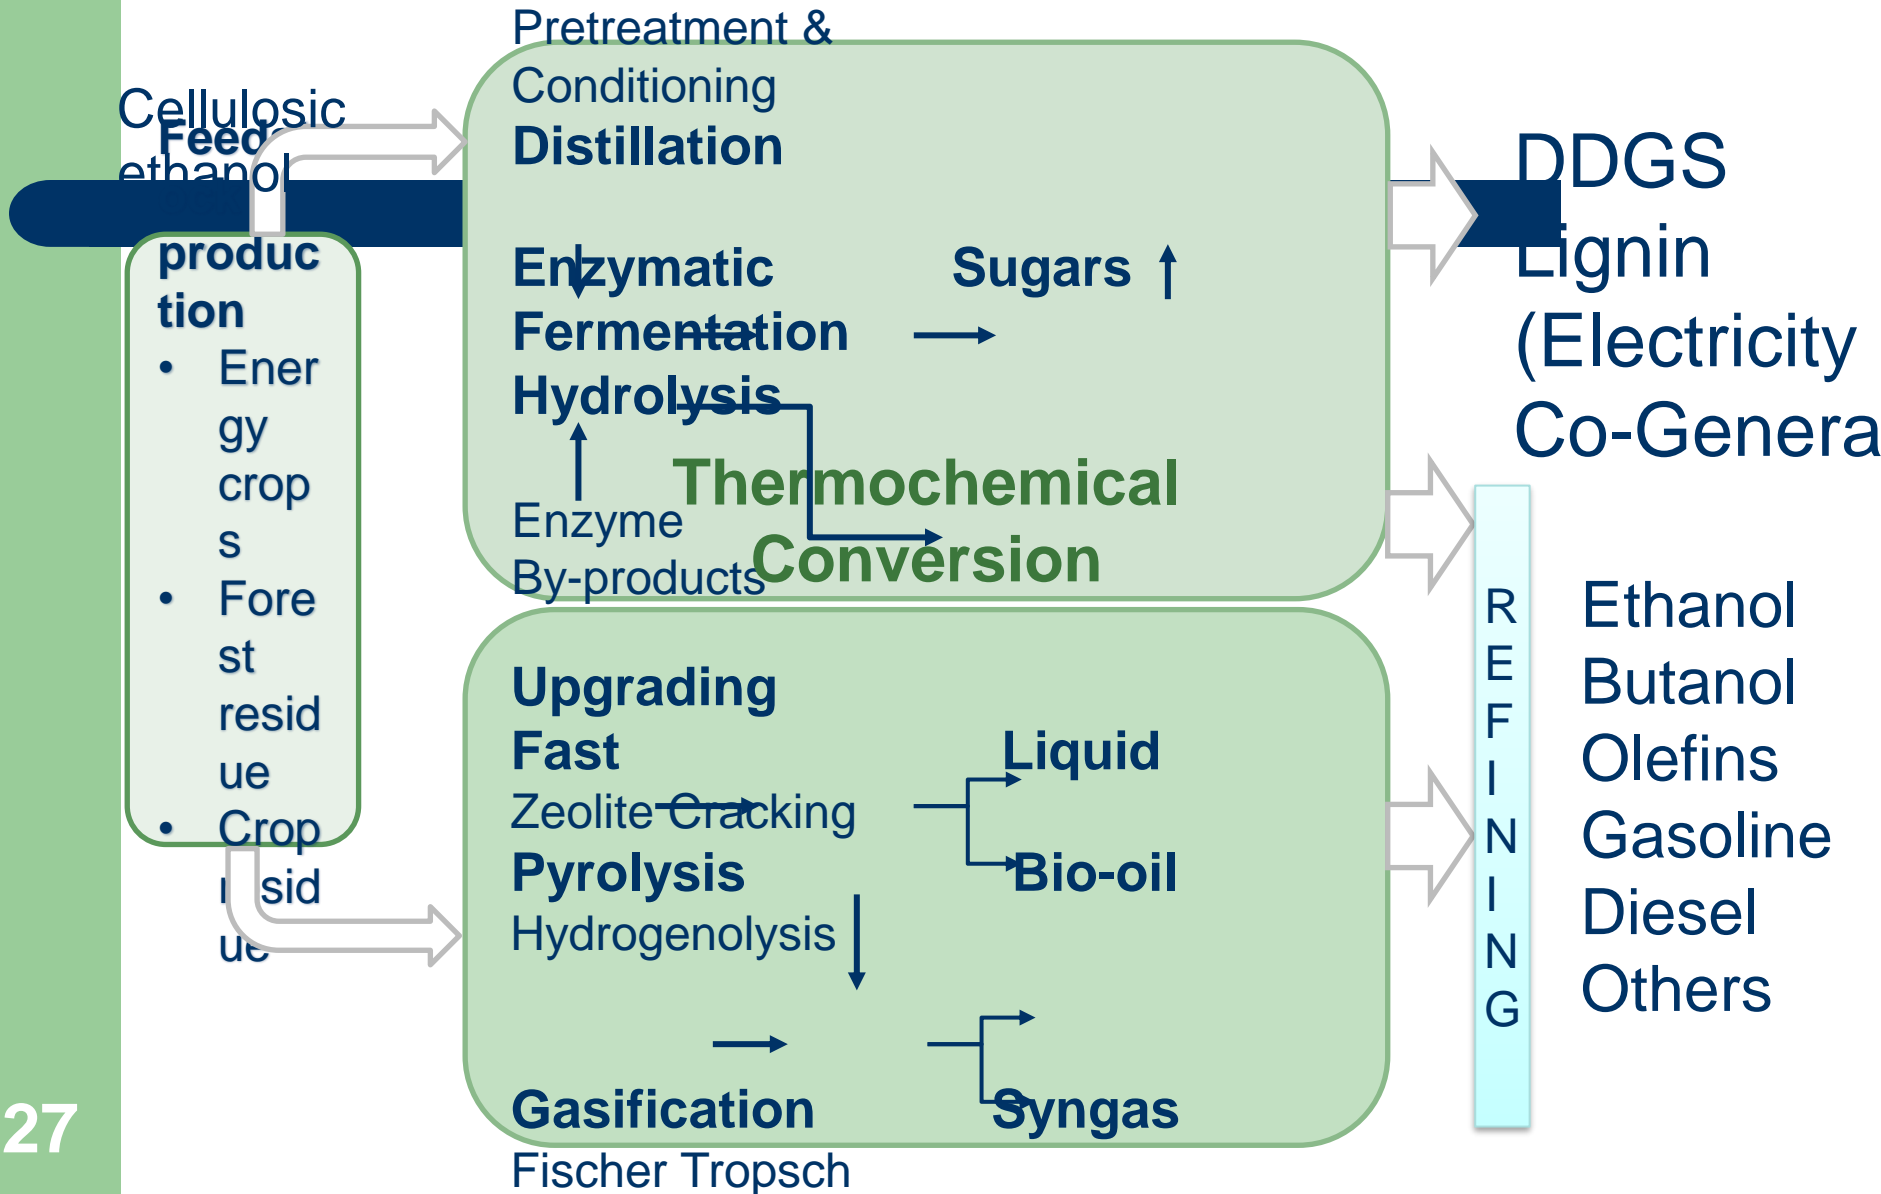 Cellulosic
ethanol
Feeds
produc
tion
• Ener
gy
crop
s
• Fore
st
resid
ue
• Crop
resid
ue
Pretreatment &
Conditioning
Distillation
Enzymatic Sugars
Fermentation
Hydrolysis
Thermochemical
Conversion
Enzyme
By-products
Upgrading
Fast Liquid
Zeolite Cracking
Pyrolysis Bio-oil
Hydrogenolysis
Gasification Syngas
Fischer Tropsch
DDGS
Lignin
(Electricity
Co-Genera
R
E
F
I
N
I
N
G
Ethanol
Butanol
Olefins
Gasoline
Diesel
Others
27